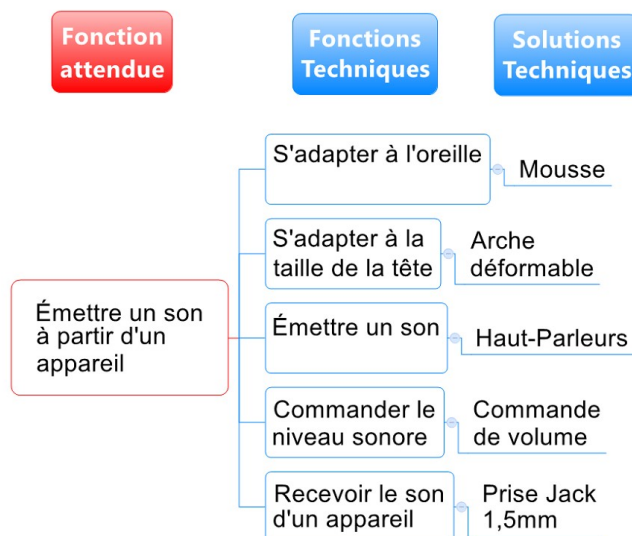 Fonction
attendue
Fonctions
Techniques
Solutions
Techniques
S'adapter à l'oreille
Mousse
S'adapter à la
taille de la tête
Arche
déformable
Émettre un son
à partir d'un
appareil
Émettre un son
Haut-Parleurs
Commander le
niveau sonore
Commande
de volume
Recevoir le son
d'un appareil
Prise Jack
1,5mm